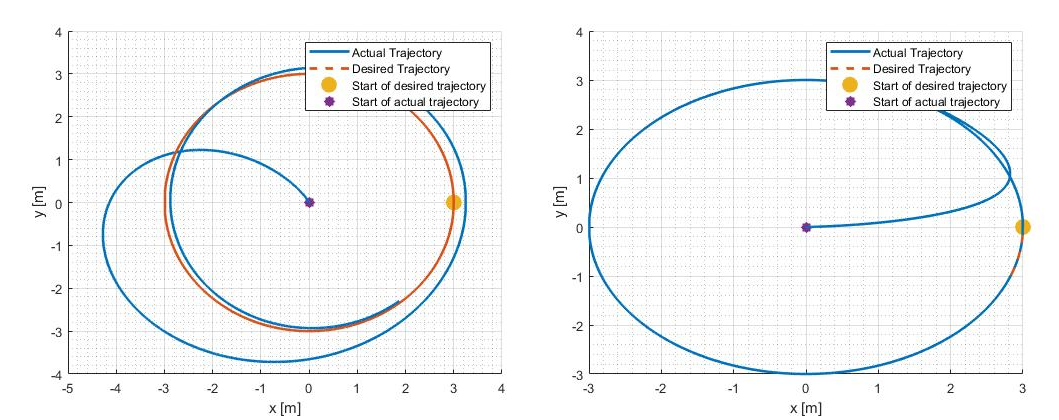 4
3
2
1
0
-1
-2
-3
-4
y [m]
-5 -4 -3 -2 -1 0 1 2 3 4
x [m]
Actual Trajectory
Desired Trajectory
Start of desired trajectory
Start of actual trajectory
4
3
2
1
0
-1
-2
-3
y [m]
-3 -2 -1 0 1 2 3
x [m]
Actual Trajectory
Desired Trajectory
Start of desired trajectory
Start of actual trajectory